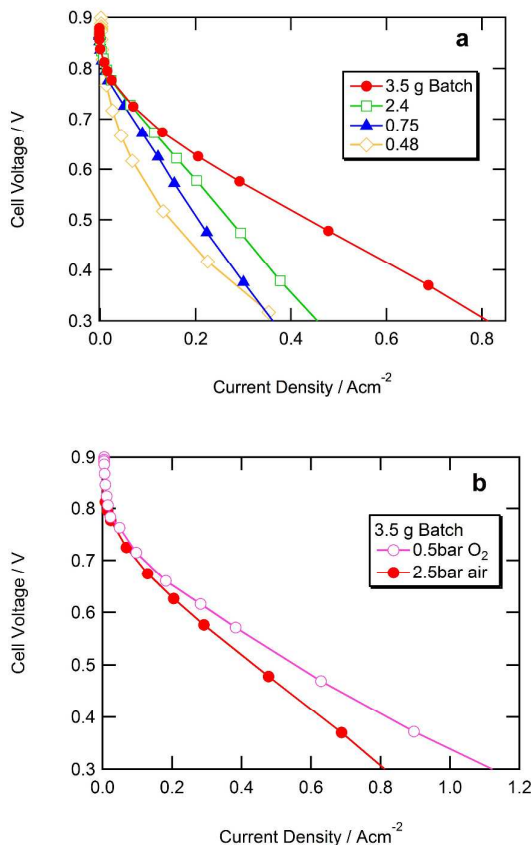 a
0.9
0.8
0.7
0.6
0.5
0.4
0.3
Cell Voltage / V
3.5 g Batch
2.4
0.75
0.48
0.0 0.2 0.4 0.6 0.8
Current Density / Acm⁻²
b
0.9
0.8
0.7
0.6
0.5
0.4
0.3
Cell Voltage / V
3.5 g Batch
0.5bar O₂
2.5bar air
0.0 0.2 0.4 0.6 0.8 1.0 1.2
Current Density / Acm⁻²